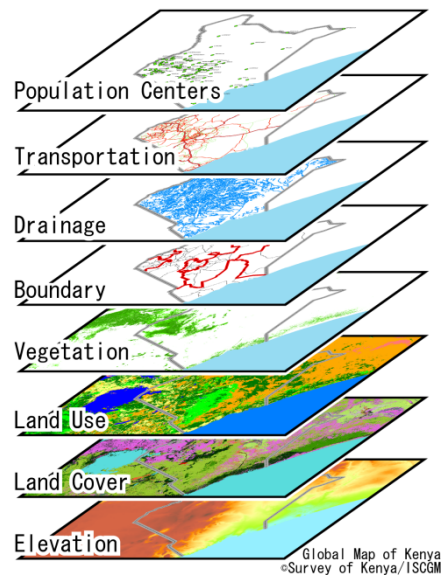 Population Centers
Transportation
Drainage
Boundary
Vegetation
Land Use
Land Cover
Elevation
Global Map of Kenya
©Survey of Kenya/ISCGM